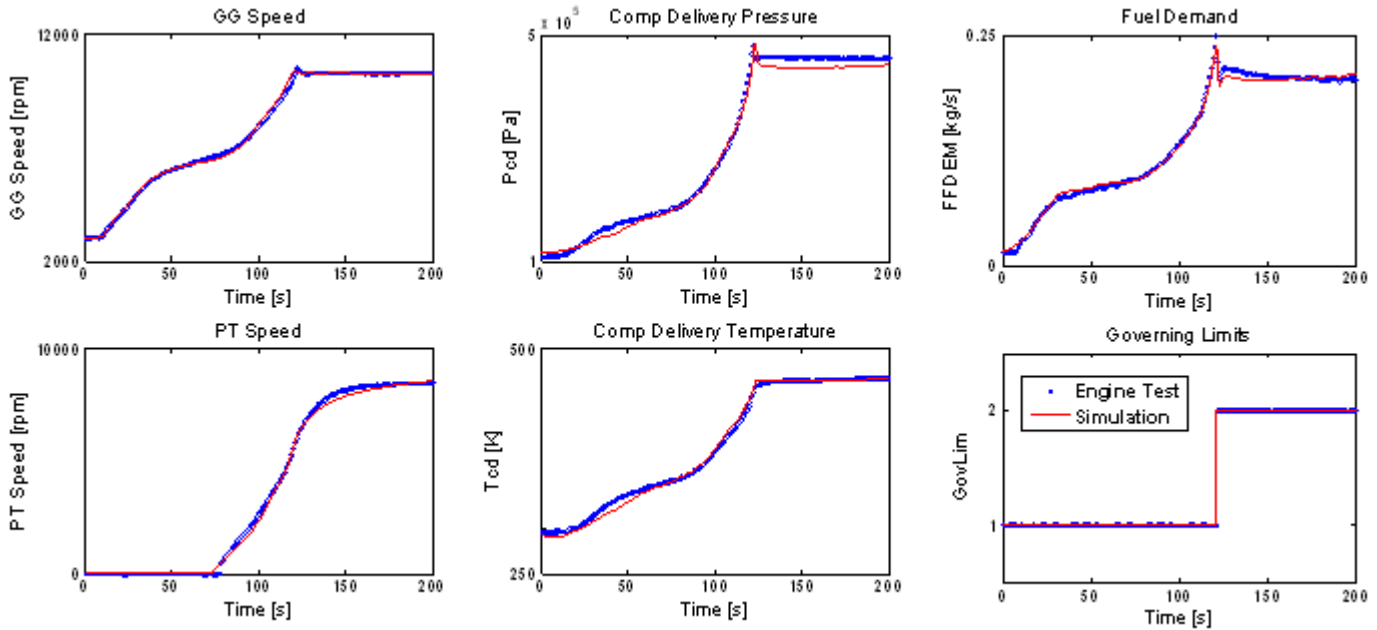 GG Speed
12000
GG Speed [rpm]
2000
0 50 100 150 200
Time [s]
Comp Delivery Pressure
x 10^5
5
Pcd [Pa]
1
0 50 100 150 200
Time [s]
Fuel Demand
0.25
FFDEM [kg/s]
0
0 50 100 150 200
Time [s]
PT Speed
10000
PT Speed [rpm]
0
0 50 100 150 200
Time [s]
Comp Delivery Temperature
500
Tcd [K]
250
0 50 100 150 200
Time [s]
Governing Limits
Engine Test
Simulation
2
GovLim
1
0 50 100 150 200
Time [s]